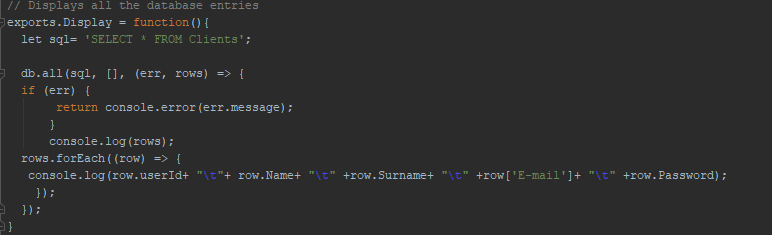 // Displays all the database entries
exports.Display = function(){
let sql= 'SELECT * FROM Clients';
db.all(sql, [], (err, rows) => {
if (err) {
return console.error(err.message);
}
console.log(rows);
rows.forEach((row) => {
console.log(row.userId+ "\t"+ row.Name+ "\t" +row.Surname+ "\t" +row['E-mail']+ "\t" +row.Password);
});
});
}